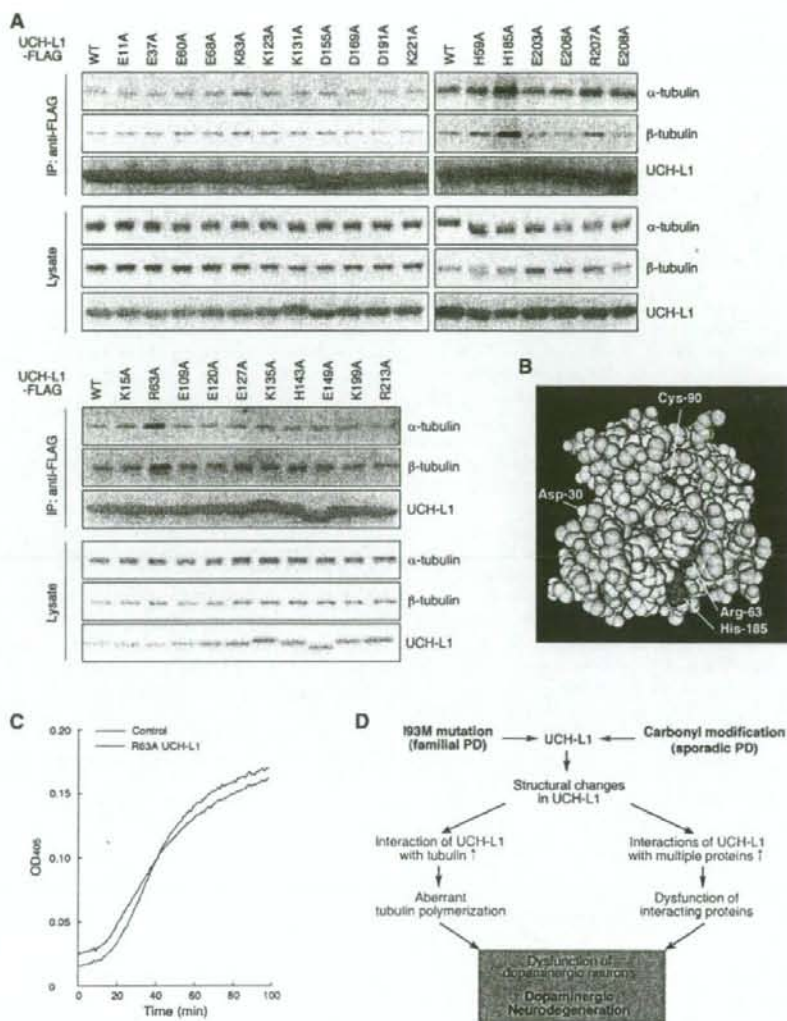 A
UCH-L1
-FLAG
WT E11A E37A E60A E68A K83A K123A K131A D155A D169A D191A K221A
WT H59A H185A E203A E206A R207A E208A
IP: anti-FLAG
α-tubulin
β-tubulin
UCH-L1
Lysate
α-tubulin
β-tubulin
UCH-L1
UCH-L1
-FLAG
WT K15A R63A E109A E120A E127A K135A H143A E149A K199A R213A
IP: anti-FLAG
α-tubulin
β-tubulin
UCH-L1
Lysate
α-tubulin
β-tubulin
UCH-L1
B
Cys-90
Asp-30
Arg-63
His-185
C
Control
R63A UCH-L1
0.20
0.15
0.10
0.05
0
OD405
0 20 40 60 80 100
Time (min)
D
I93M mutation
(familial PD)
UCH-L1
Carbonyl modification
(sporadic PD)
Structural changes
in UCH-L1
Interaction of UCH-L1
with tubulin ↑
Interactions of UCH-L1
with multiple proteins ↑
Aberrant
tubulin polymerization
Dysfunction of
interacting proteins
Dysfunction of
dopaminergic neurons
Dopaminergic
Neurodegeneration